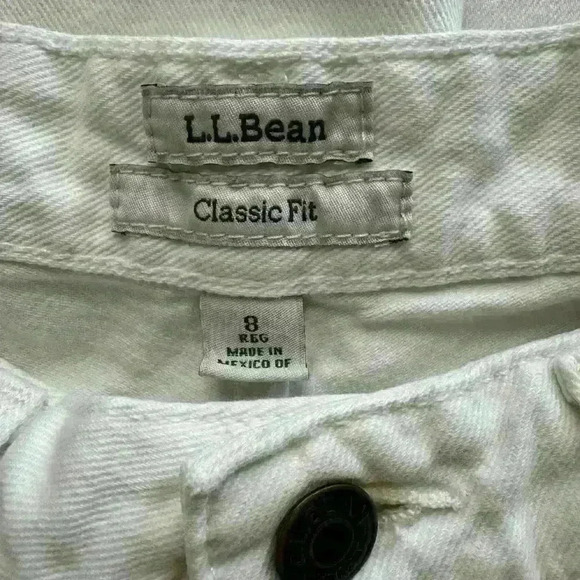 L.L.Bean
Classic Fit
8
REG
MADE IN
MEXICO OF